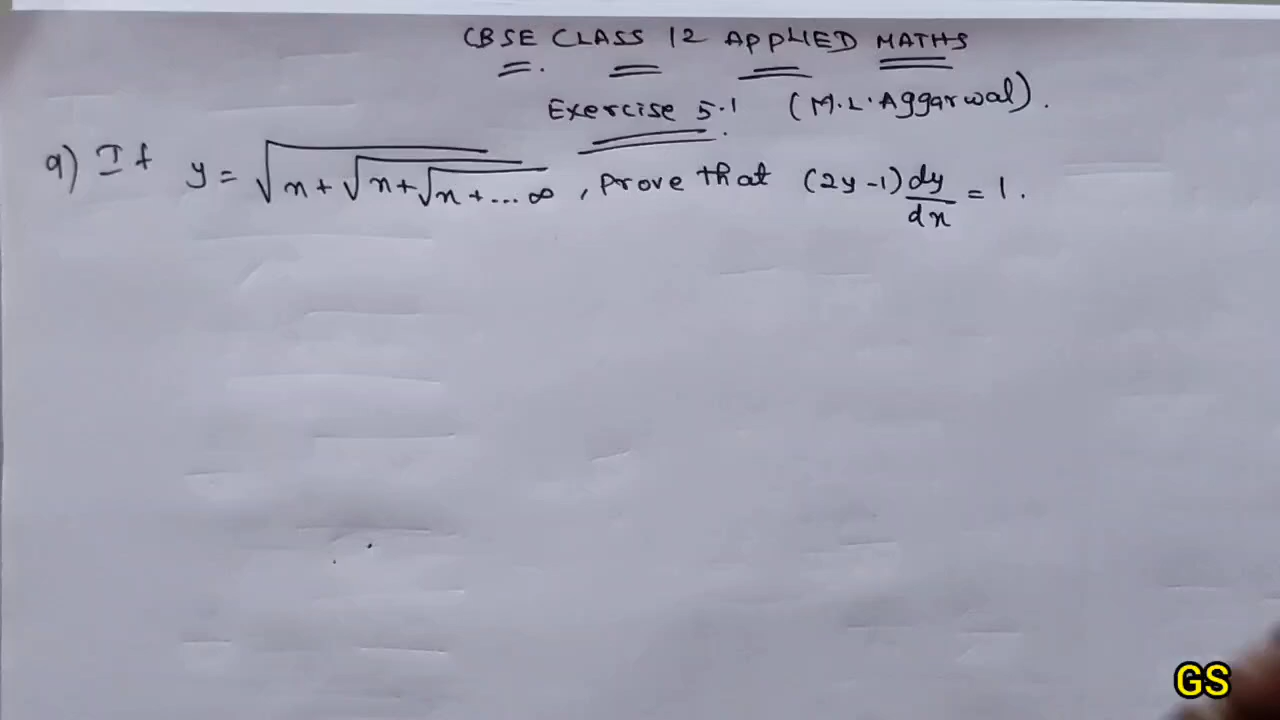 CBSE CLASS 12 APPLIED MATHS
Exercise 5.1 (M.L.Aggarwal).
9) If y = √(x + √(x + √(x + ... ∞))), Prove that (2y-1) dy/dx = 1.
GS